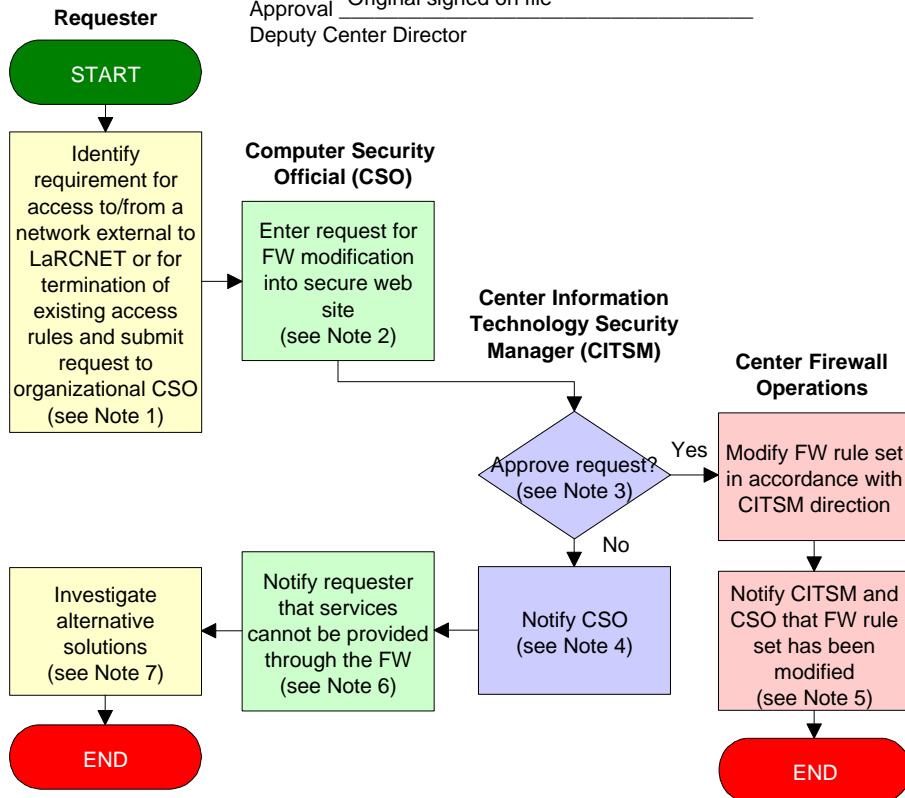 Requester
Approval Original signed on file
Deputy Center Director
START
Identify
requirement for
access to/from a
network external to
LaRCNET or for
termination of
existing access
rules and submit
request to
organizational CSO
(see Note 1)
Computer Security
Official (CSO)
Enter request for
FW modification
into secure web
site
(see Note 2)
Center Information
Technology Security
Manager (CITSM)
Approve request?
(see Note 3)
Yes
No
Center Firewall
Operations
Modify FW rule set
in accordance with
CITSM direction
Notify CITSM and
CSO that FW rule
set has been
modified
(see Note 5)
END
Notify CSO
(see Note 4)
Notify requester
that services
cannot be provided
through the FW
(see Note 6)
Investigate
alternative
solutions
(see Note 7)
END